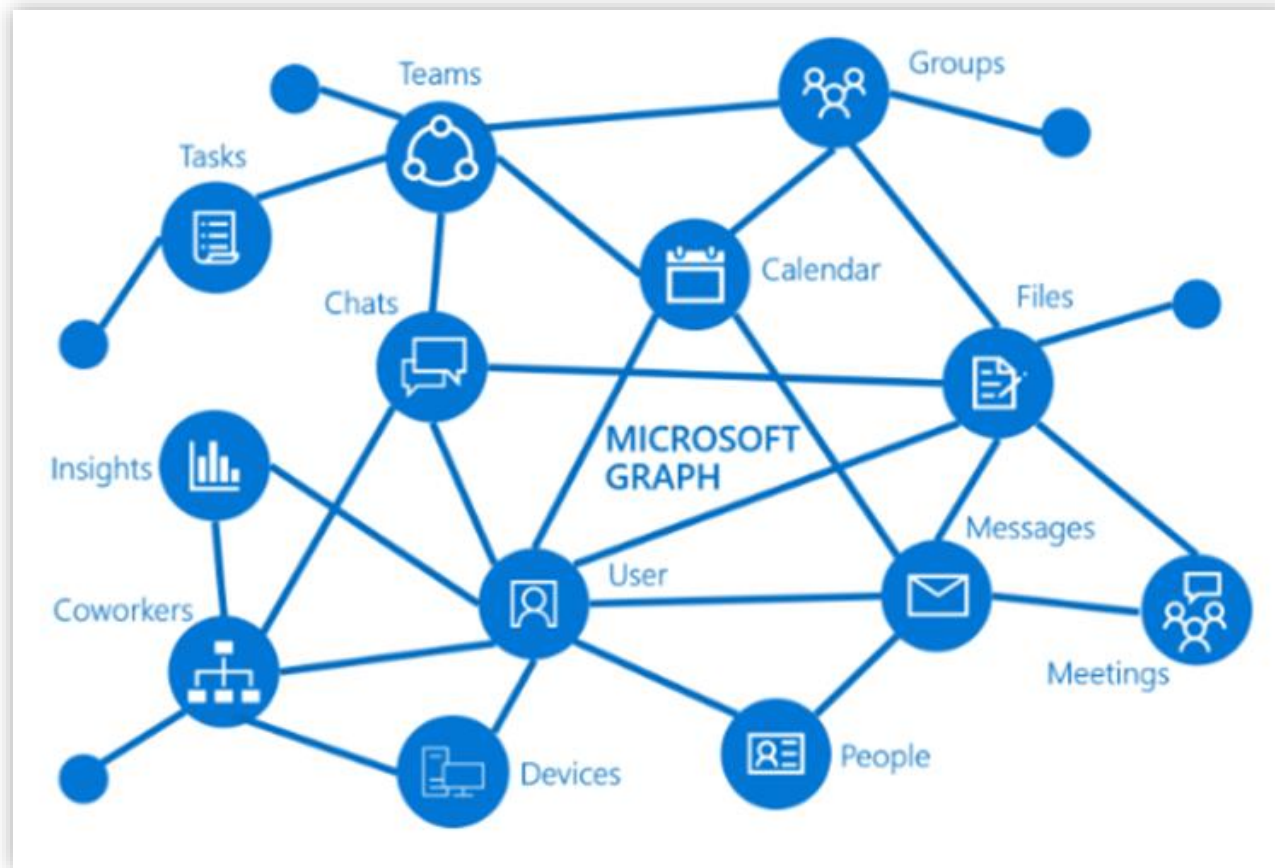 Teams
Groups
Tasks
Calendar
Chats
Files
MICROSOFT
GRAPH
Insights
Messages
User
Coworkers
Meetings
People
Devices